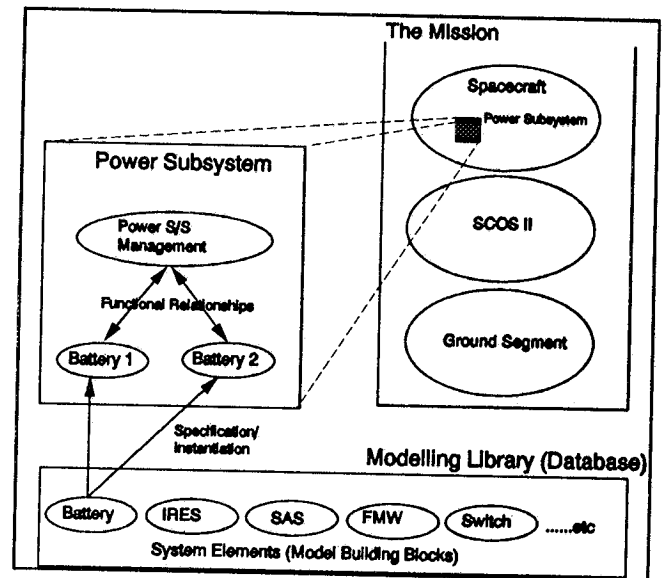 The Mission
Spacecraft
Power Subsystem
SCOS II
Ground Segment
Power Subsystem
Power S/S
Management
Functional Relationships
Battery 1
Battery 2
Specification/
Instantiation
Modelling Library (Database)
Battery
IRES
SAS
FMW
Switch
......etc
System Elements (Model Building Blocks)